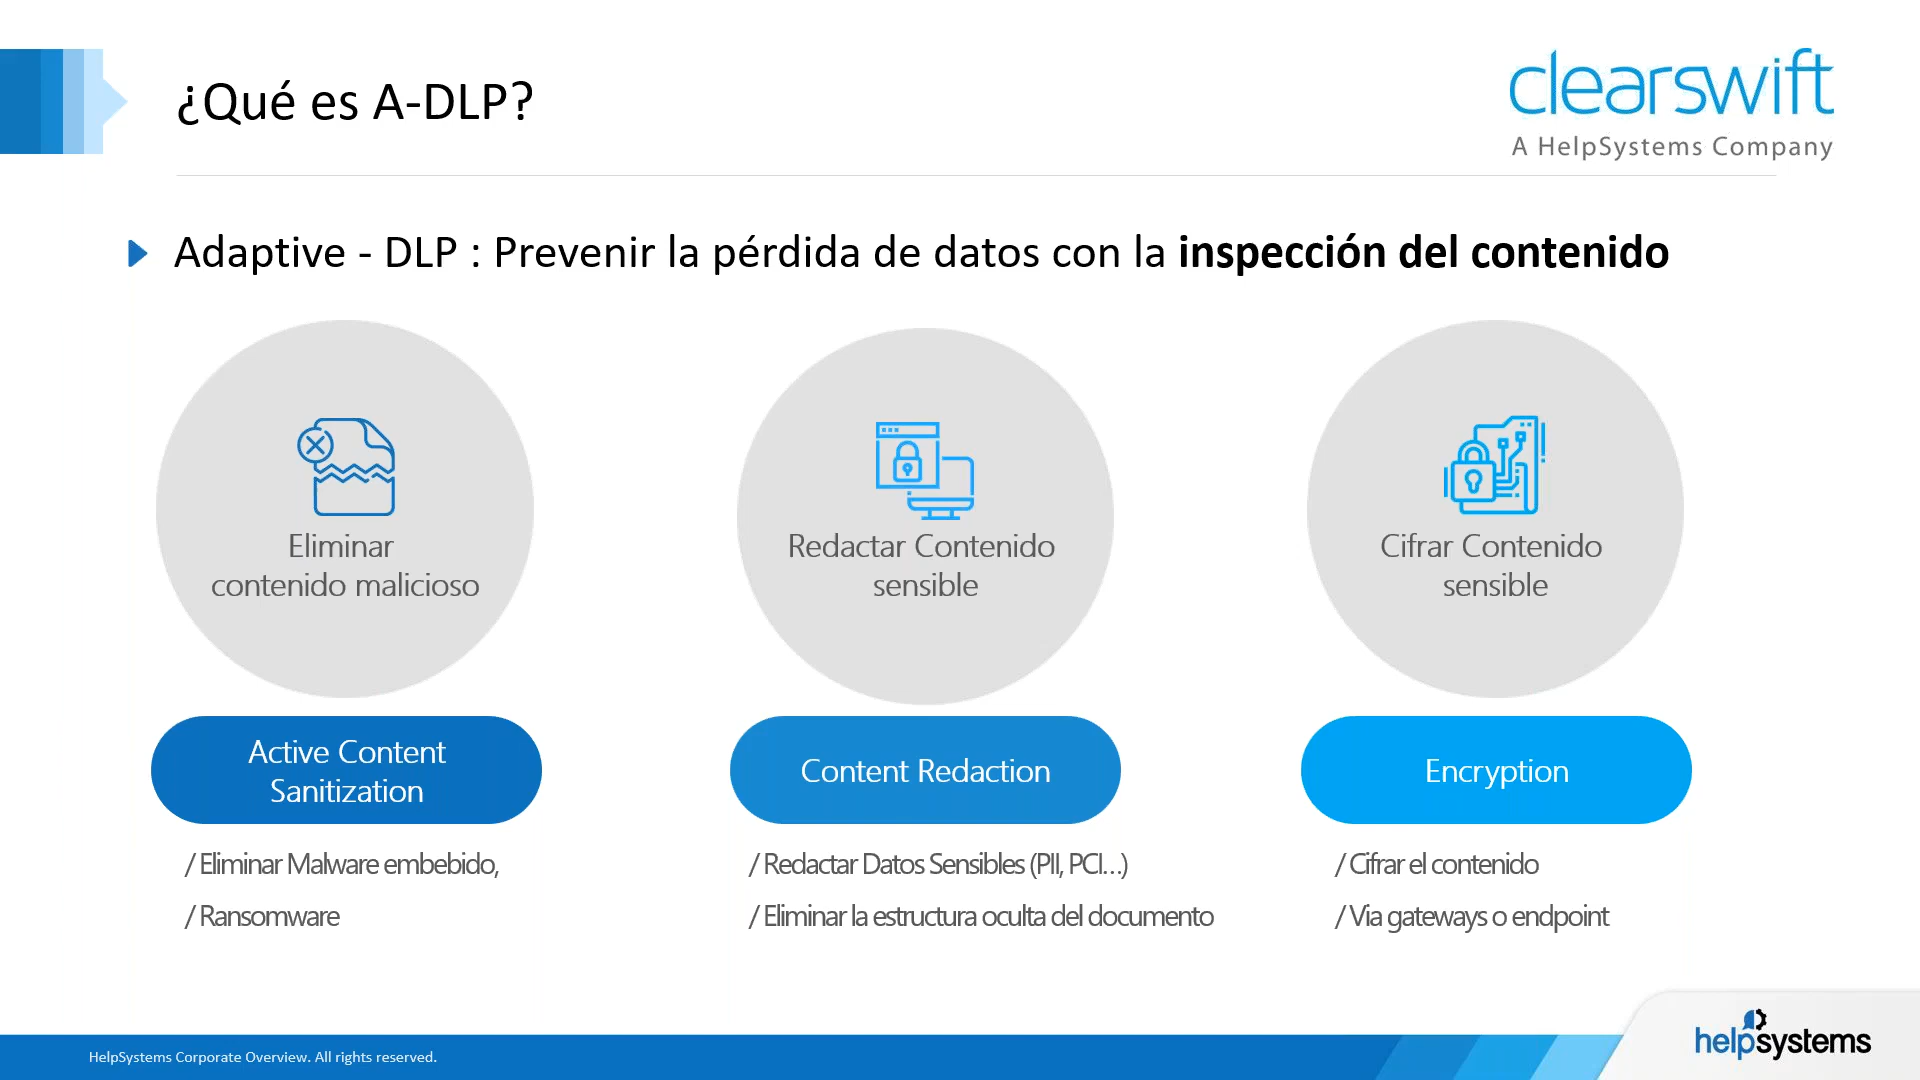 ¿Qué es A-DLP?
clearswift
A HelpSystems Company
Adaptive - DLP : Prevenir la pérdida de datos con la inspección del contenido
Eliminar
contenido malicioso
Redactar Contenido
sensible
Cifrar Contenido
sensible
Active Content
Sanitization
Content Redaction
Encryption
/ Eliminar Malware embebido,
/ Ransomware
/ Redactar Datos Sensibles (PII, PCI...)
/ Eliminar la estructura oculta del documento
/ Cifrar el contenido
/ Via gateways o endpoint
HelpSystems Corporate Overview. All rights reserved.
helpsystems